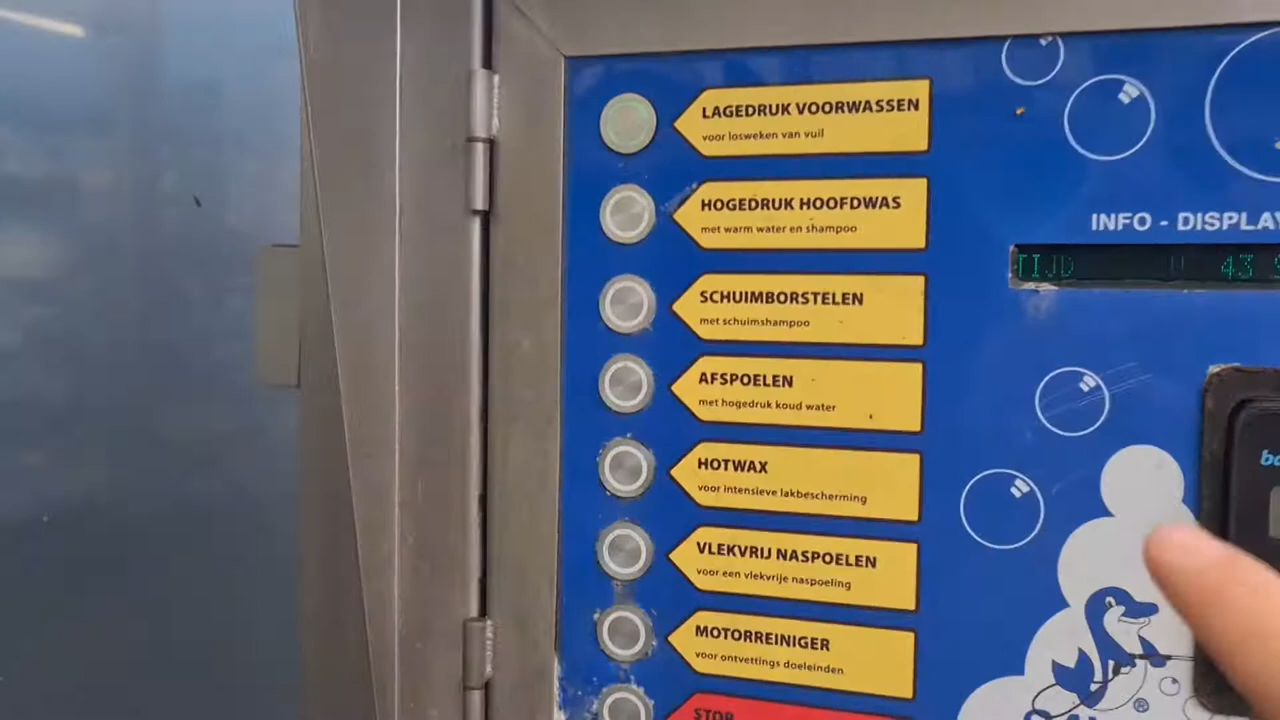 LAGEDRUK VOORWASSEN
voor losweken van vuil
HOGEDRUK HOOFDWAS
met warm water en shampoo
INFO - DISPLAY
TIJD 43
SCHUIMBORSTELEN
met schuimshampoo
AFSPOELEN
met hogedruk koud water
HOTWAX
voor intensieve lakbescherming
VLEKVRIJ NASPOELEN
voor een vlekvrije naspoeling
MOTORREINIGER
voor ontvettings doeleinden
STOP
®